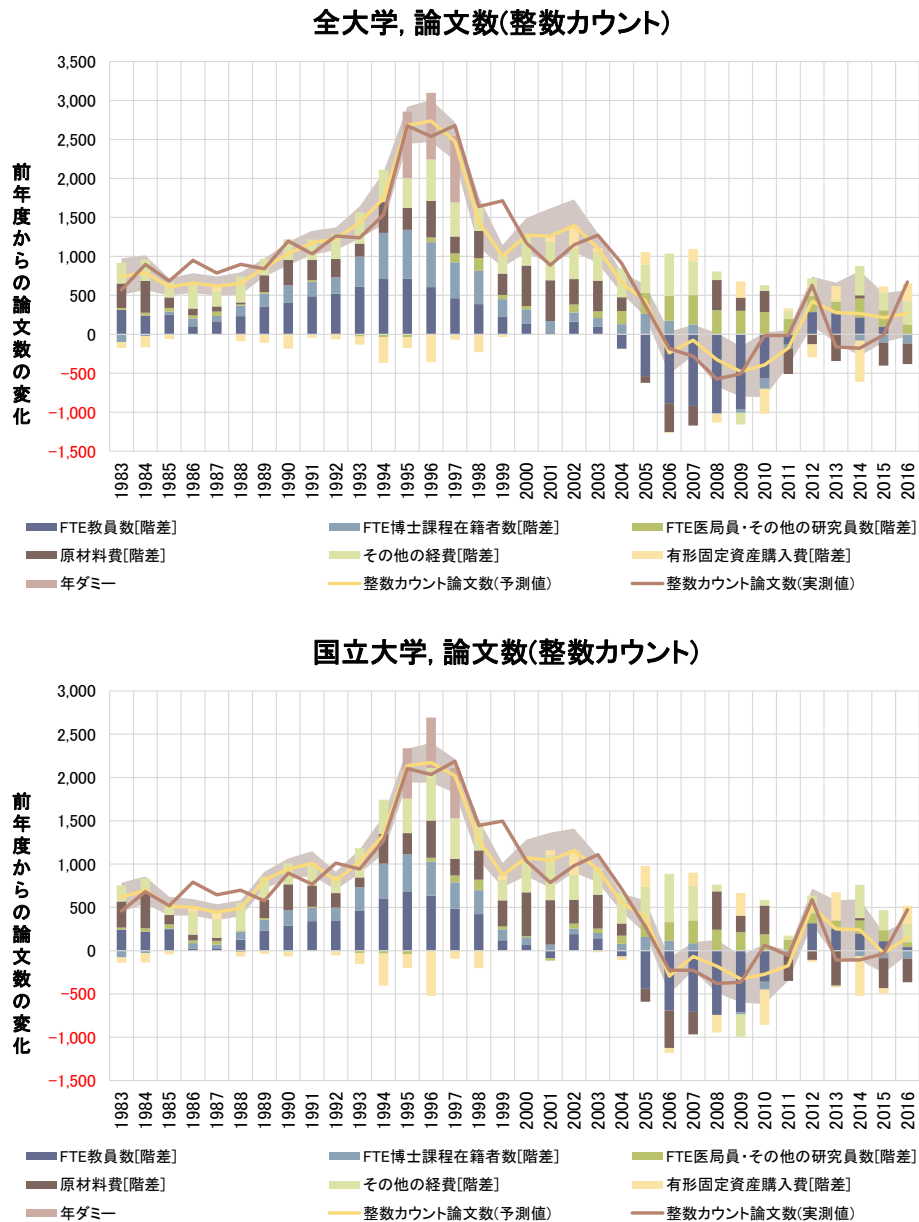 全大学, 論文数(整数カウント)
3,500
3,000
2,500
2,000
1,500
1,000
500
0
−500
−1,000
−1,500
前年度からの論文数の変化
1983 1984 1985 1986 1987 1988 1989 1990 1991 1992 1993 1994 1995 1996 1997 1998 1999 2000 2001 2002 2003 2004 2005 2006 2007 2008 2009 2010 2011 2012 2013 2014 2015 2016
FTE教員数[階差] FTE博士課程在籍者数[階差] FTE医局員・その他の研究員数[階差]
原材料費[階差] その他の経費[階差] 有形固定資産購入費[階差]
年ダミー 整数カウント論文数(予測値) 整数カウント論文数(実測値)
国立大学, 論文数(整数カウント)
3,000
2,500
2,000
1,500
1,000
500
0
−500
−1,000
−1,500
前年度からの論文数の変化
1983 1984 1985 1986 1987 1988 1989 1990 1991 1992 1993 1994 1995 1996 1997 1998 1999 2000 2001 2002 2003 2004 2005 2006 2007 2008 2009 2010 2011 2012 2013 2014 2015 2016
FTE教員数[階差] FTE博士課程在籍者数[階差] FTE医局員・その他の研究員数[階差]
原材料費[階差] その他の経費[階差] 有形固定資産購入費[階差]
年ダミー 整数カウント論文数(予測値) 整数カウント論文数(実測値)